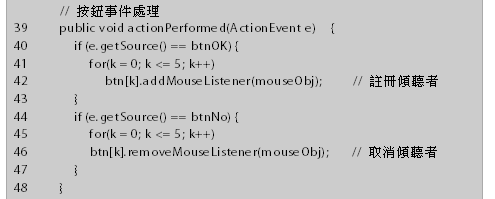 // 按鈕事件處理
39 public void actionPerformed(ActionEvent e) {
40 if (e.getSource() == btnOK) {
41 for(k = 0; k <= 5; k++)
42 btn[k].addMouseListener(mouseObj); // 註冊傾聽者
43 }
44 if (e.getSource() == btnNo) {
45 for(k = 0; k <= 5; k++)
46 btn[k].removeMouseListener(mouseObj); // 取消傾聽者
47 }
48 }